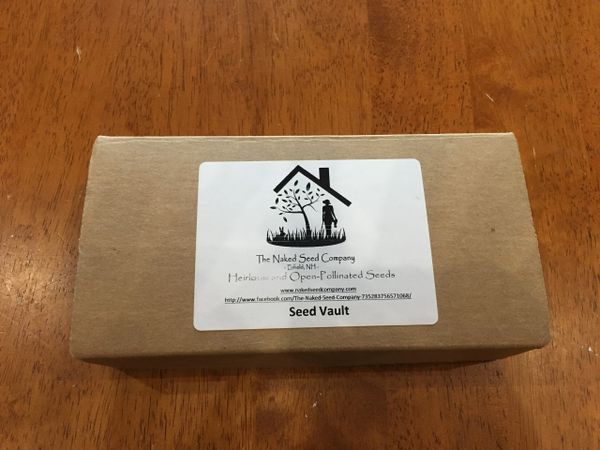 The Naked Seed Company
- Enfield, NH -
Heirloom and Open-Pollinated Seeds
www.nakedseedcompany.com
http://www.facebook.com/The-Naked-Seed-Company-735283756571068/
Seed Vault